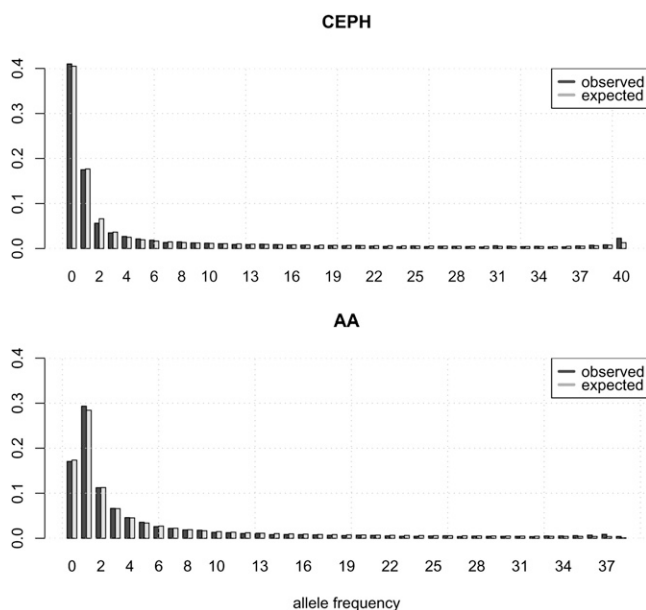 CEPH
observed
expected
0.4
0.3
0.2
0.1
0.0
0 2 4 6 8 10 13 16 19 22 25 28 31 34 37 40
AA
observed
expected
0.4
0.3
0.2
0.1
0.0
0 2 4 6 8 10 13 16 19 22 25 28 31 34 37
allele frequency